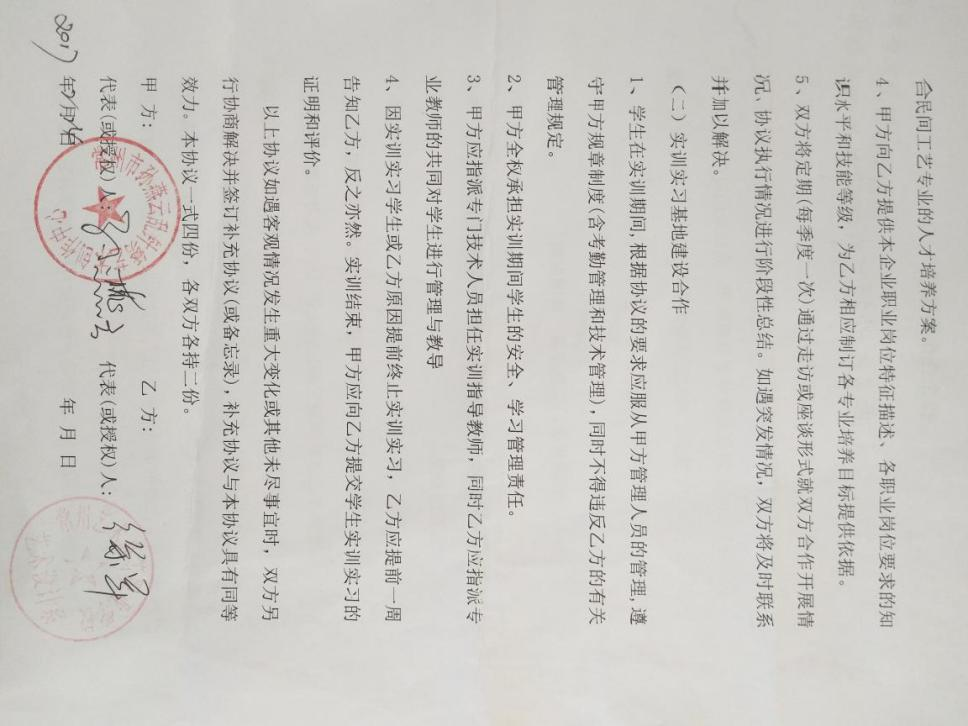 合民间工艺专业的人才培养方案。
4、甲方向乙方提供本企业职业岗位特征描述、各职业岗位要求的知
识水平和技能等级，为乙方相应制订各专业培养目标提供依据。
5、双方将定期(每季度一次)通过走访或座谈形式就双方合作开展情
况、协议执行情况进行阶段性总结。如遇突发情况，双方将及时联系
并加以解决。
（二）实训实习基地建设合作
1、学生在实训期间,根据协议的要求应服从甲方管理人员的管理,遵
守甲方规章制度(含考勤管理和技术管理)，同时不得违反乙方的有关
管理规定。
2、甲方全权承担实训期间学生的安全、学习管理责任。
3、甲方应指派专门技术人员担任实训指导教师，同时乙方应指派专
业教师的共同对学生进行管理与教导
4、因实训实习学生或乙方原因提前终止实训实习，乙方应提前一周
告知乙方，反之亦然。实训结束，甲方应向乙方提交学生实训实习的
证明和评价。
以上协议如遇客观情况发生重大变化或其他未尽事宜时，双方另
行协商解决并签订补充协议(或备忘录)，补充协议与本协议具有同等
效力。本协议一式四份，各双方各持二份。
甲方： 乙方：
代表(或授权)人： 代表(或授权)人：
2017年 月 日 年 月 日